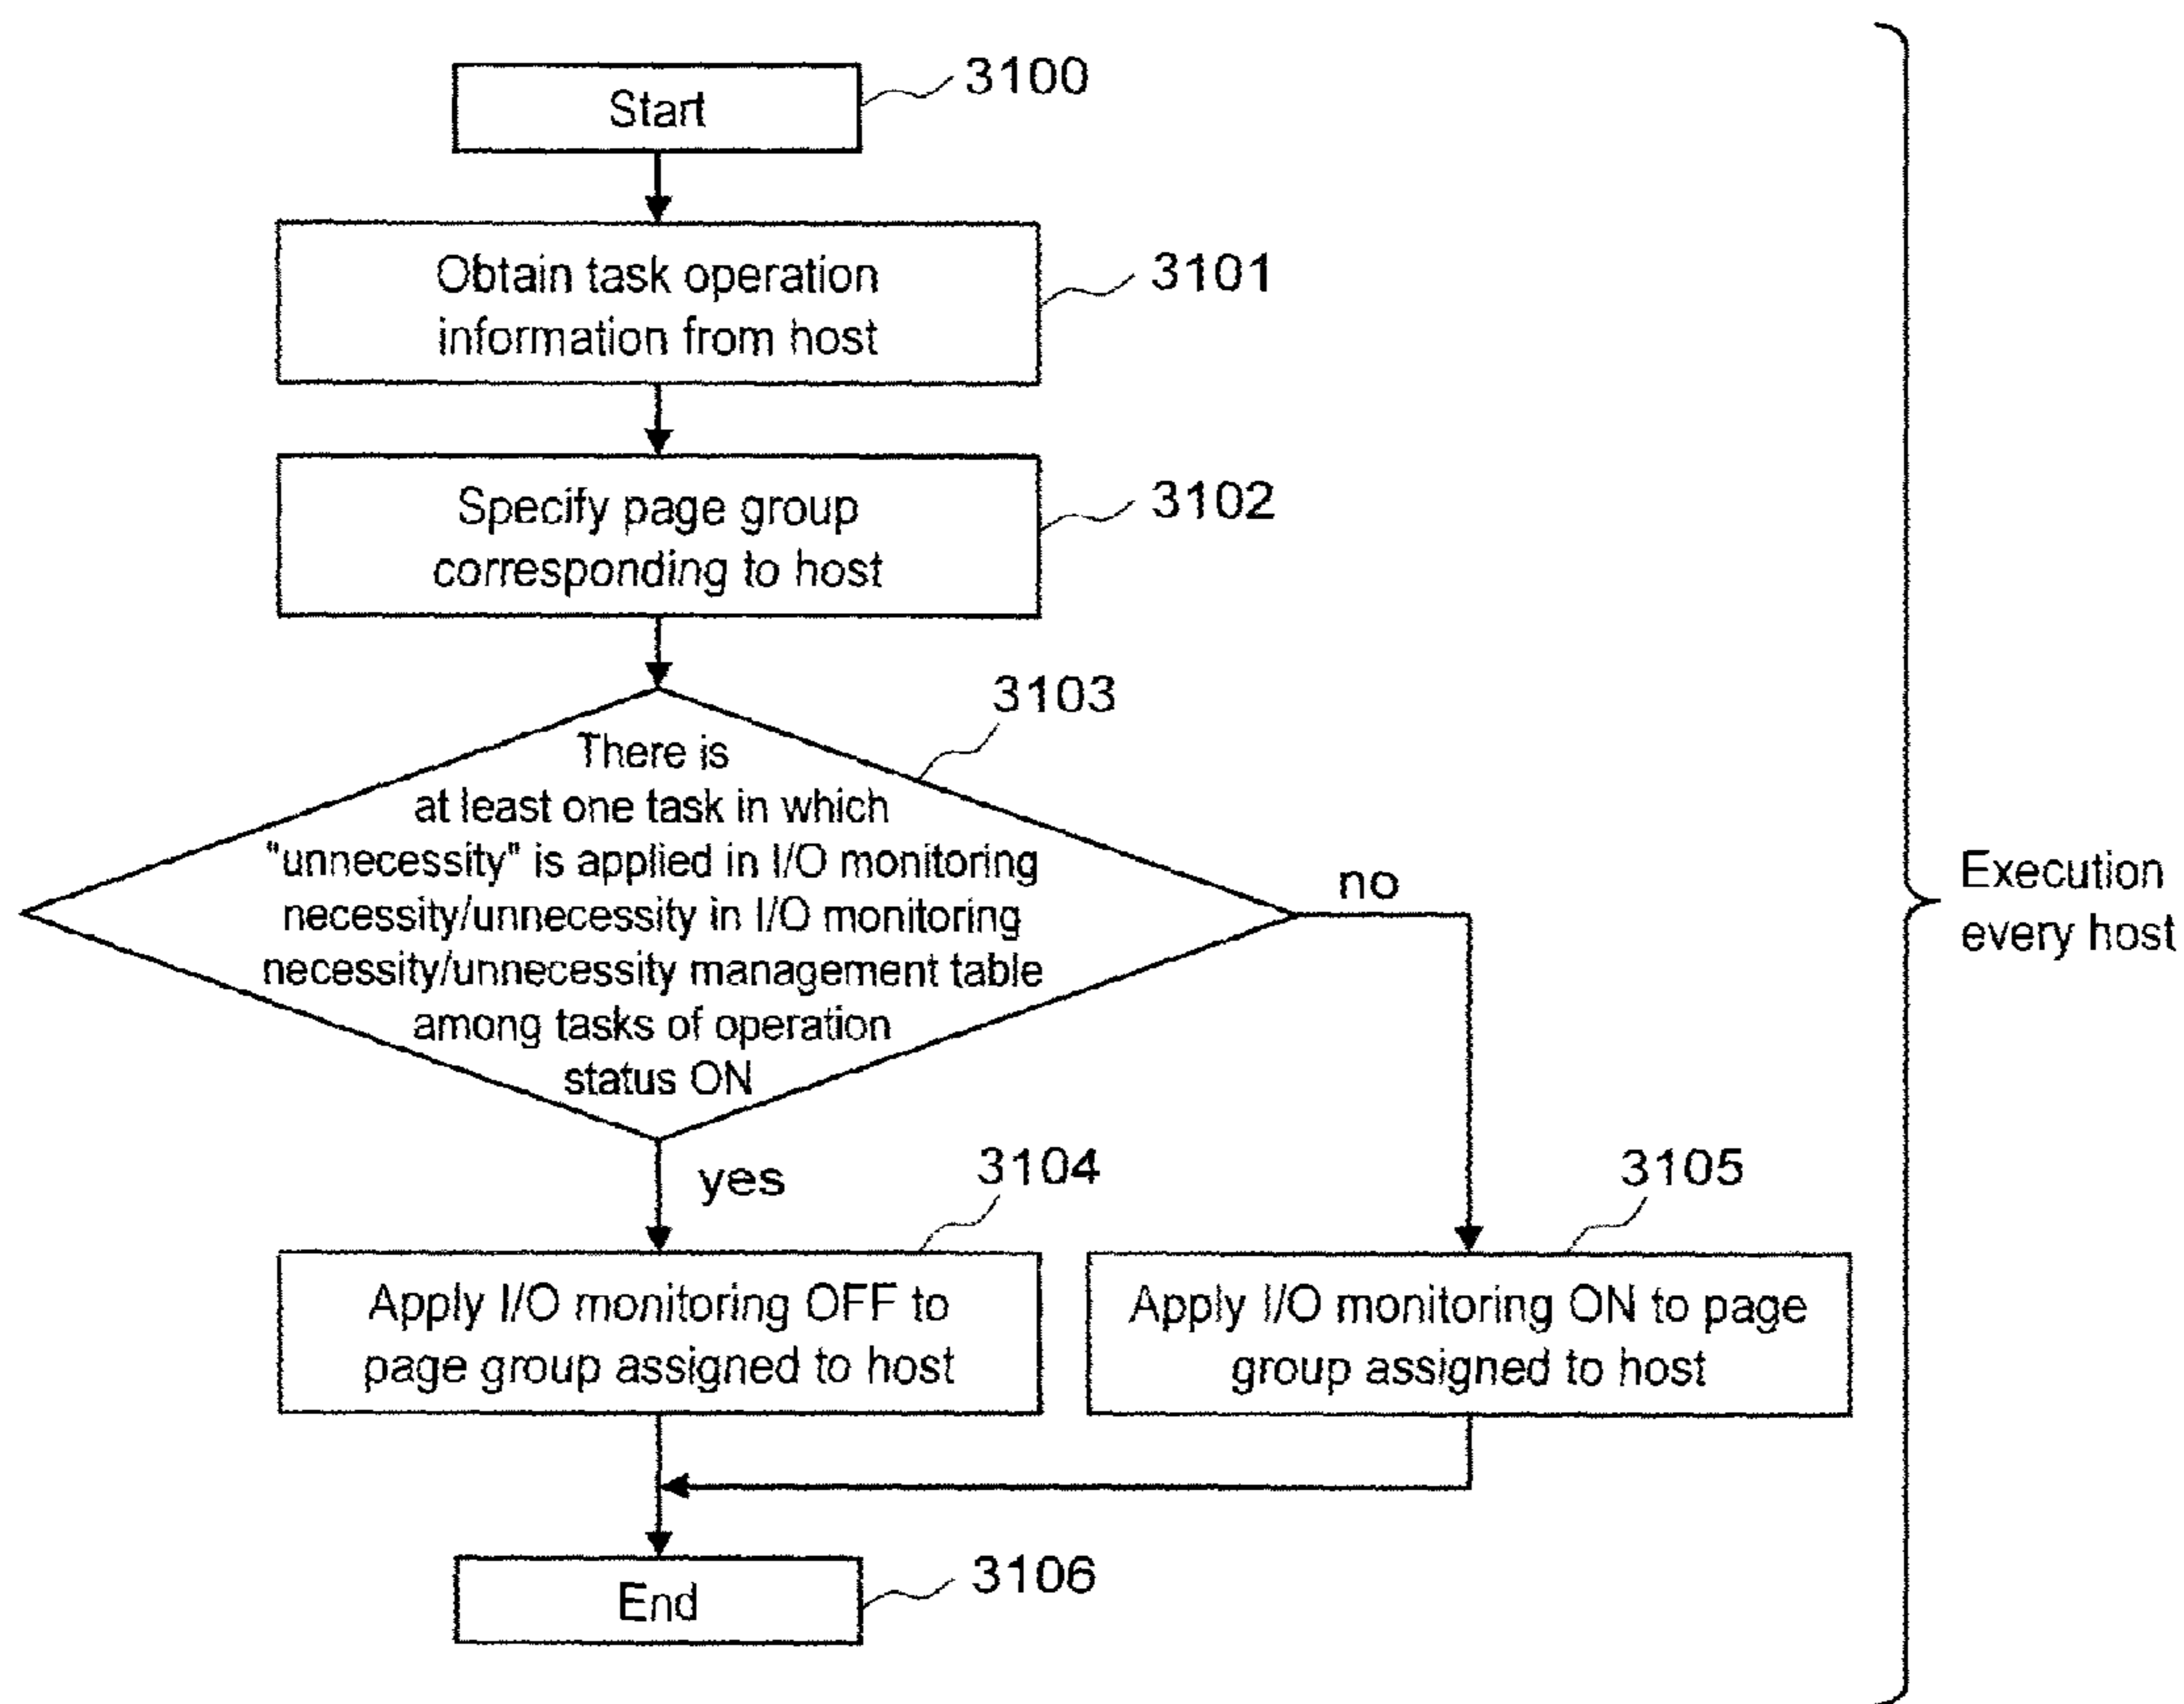 Start
3100
Obtain task operation
information from host
3101
Specify page group
corresponding to host
3102
3103
There is
at least one task in which
"unnecessity" is applied in I/O monitoring
necessity/unnecessity in I/O monitoring
necessity/unnecessity management table
among tasks of operation
status ON
no
yes
3104
Apply I/O monitoring OFF to
page group assigned to host
3105
Apply I/O monitoring ON to page
group assigned to host
End
3106
Execution
every host